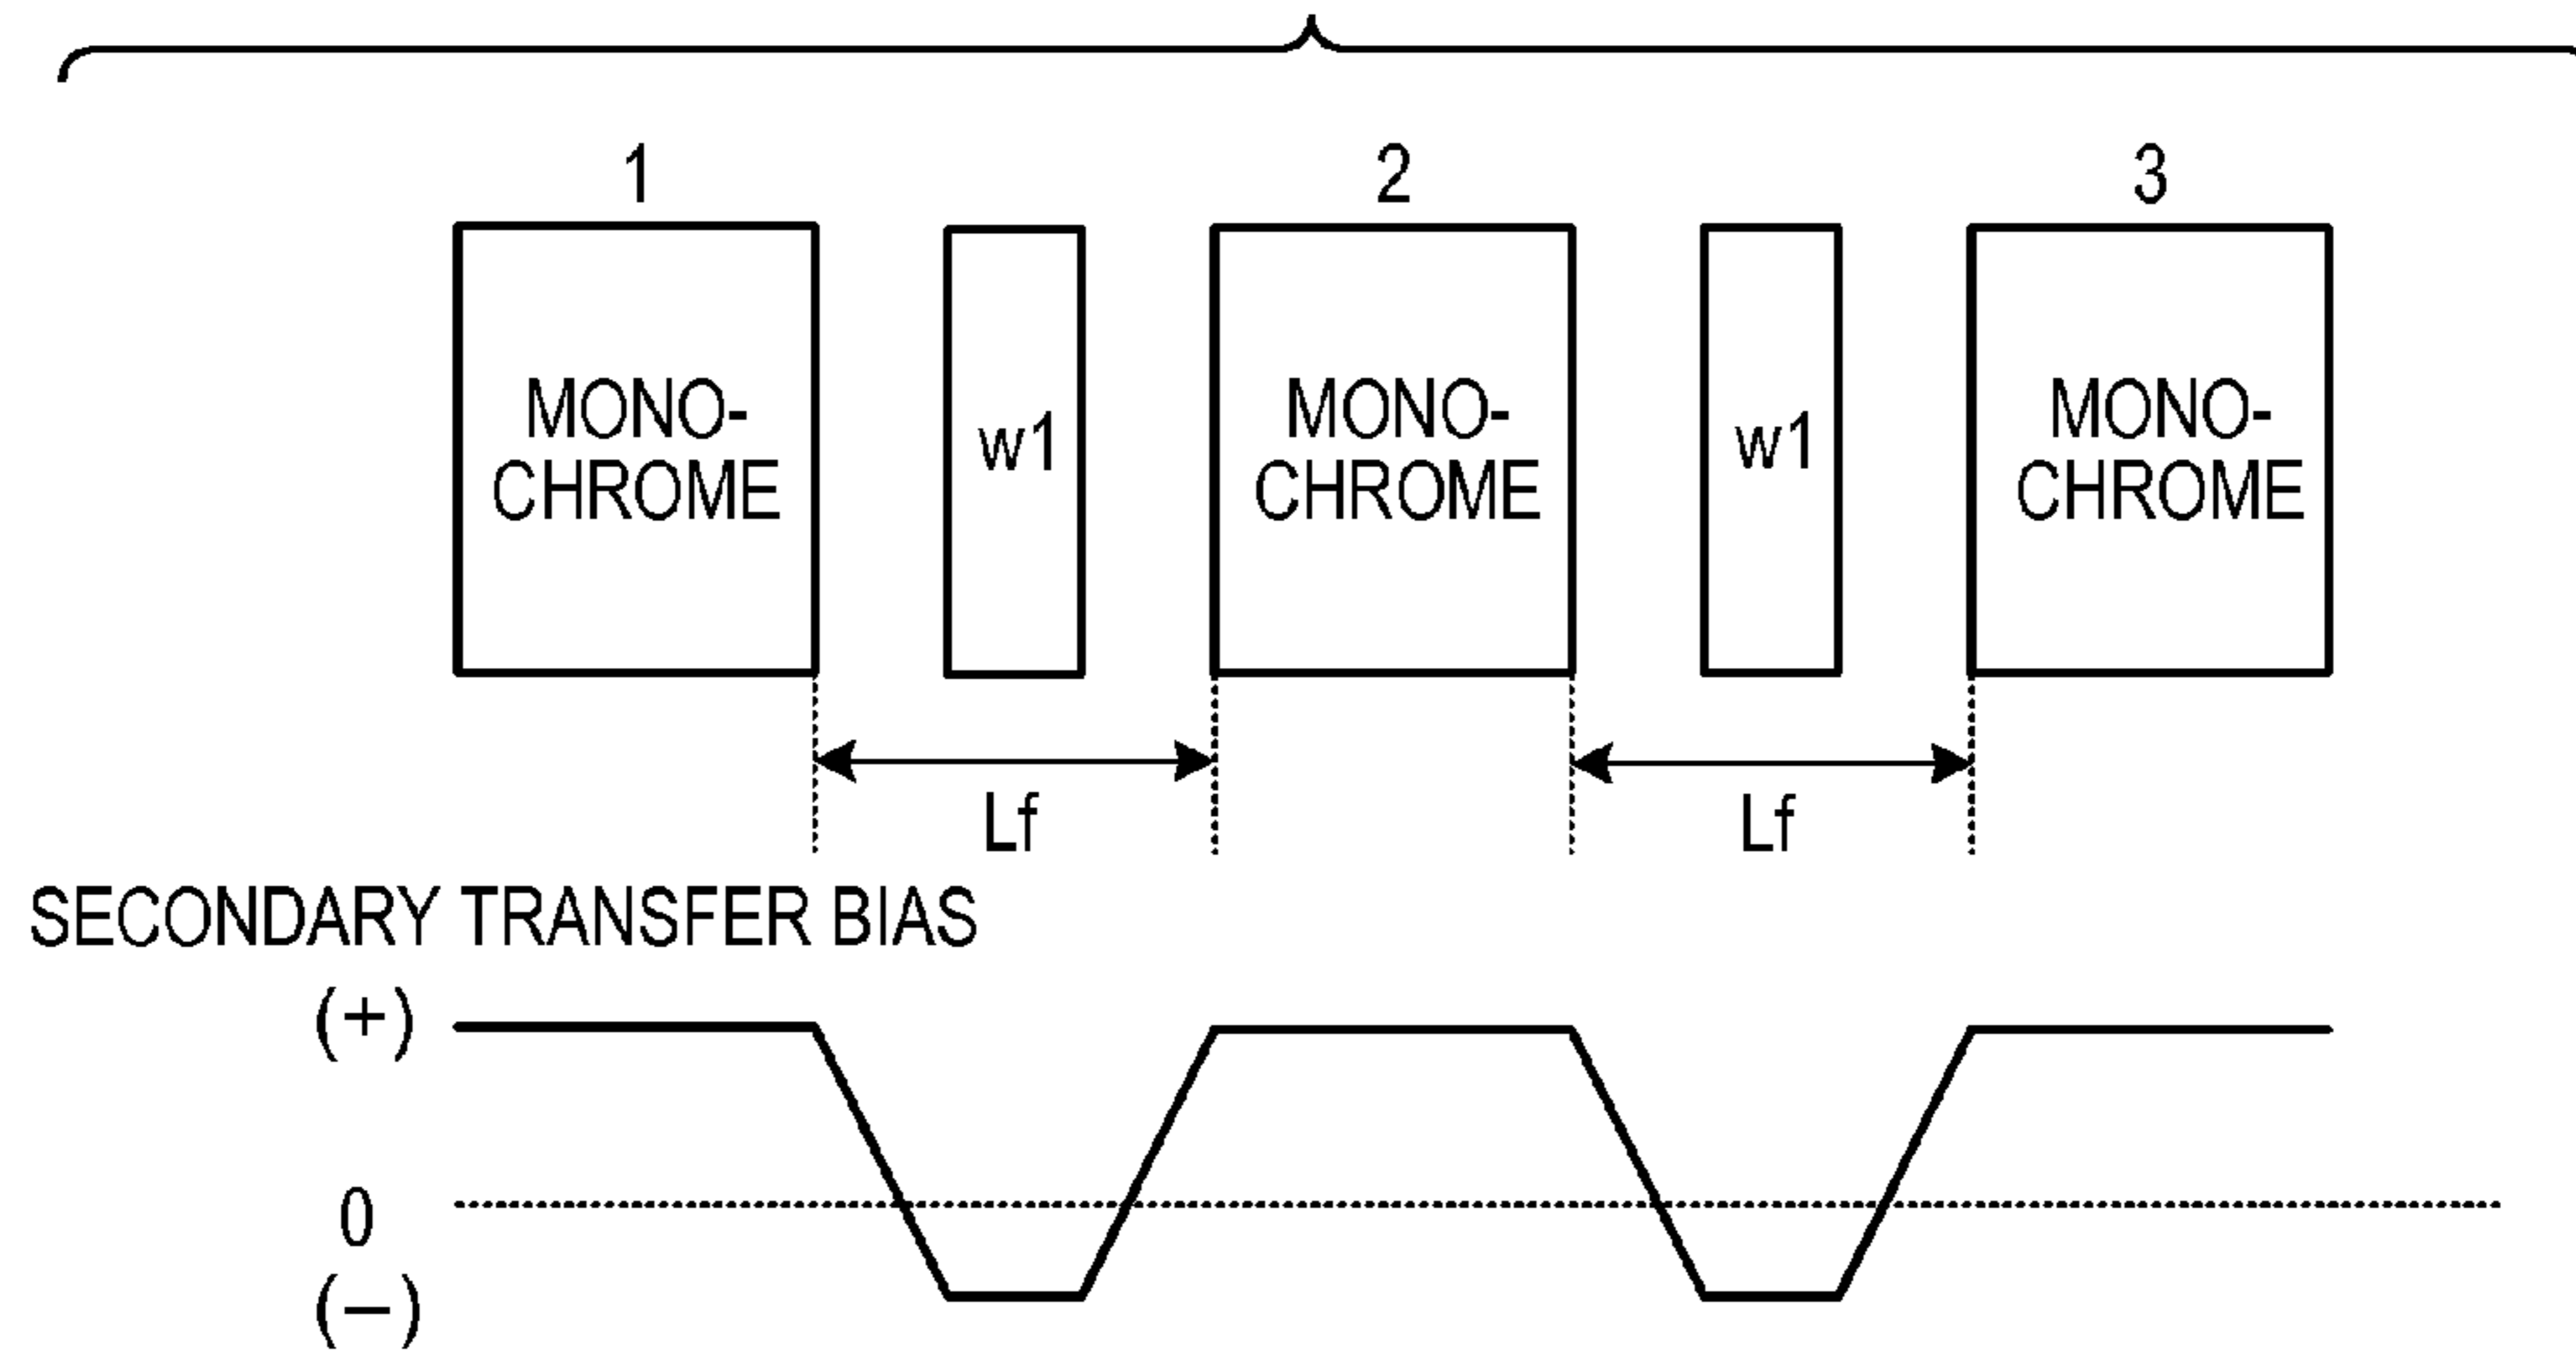 1 2 3
MONO-
CHROME
w1
MONO-
CHROME
w1
MONO-
CHROME
Lf Lf
SECONDARY TRANSFER BIAS
(+)
0
(−)